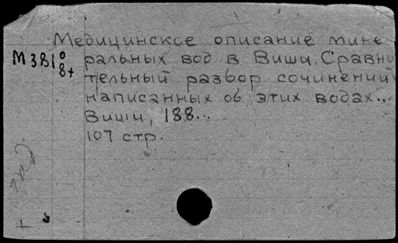 Медицинское описание мине
М 381 0/8+ ральных вод в Виши. Сравни
тельный разбор сочинений
написанных об этих водах...
Виши, 188...
107 стр.